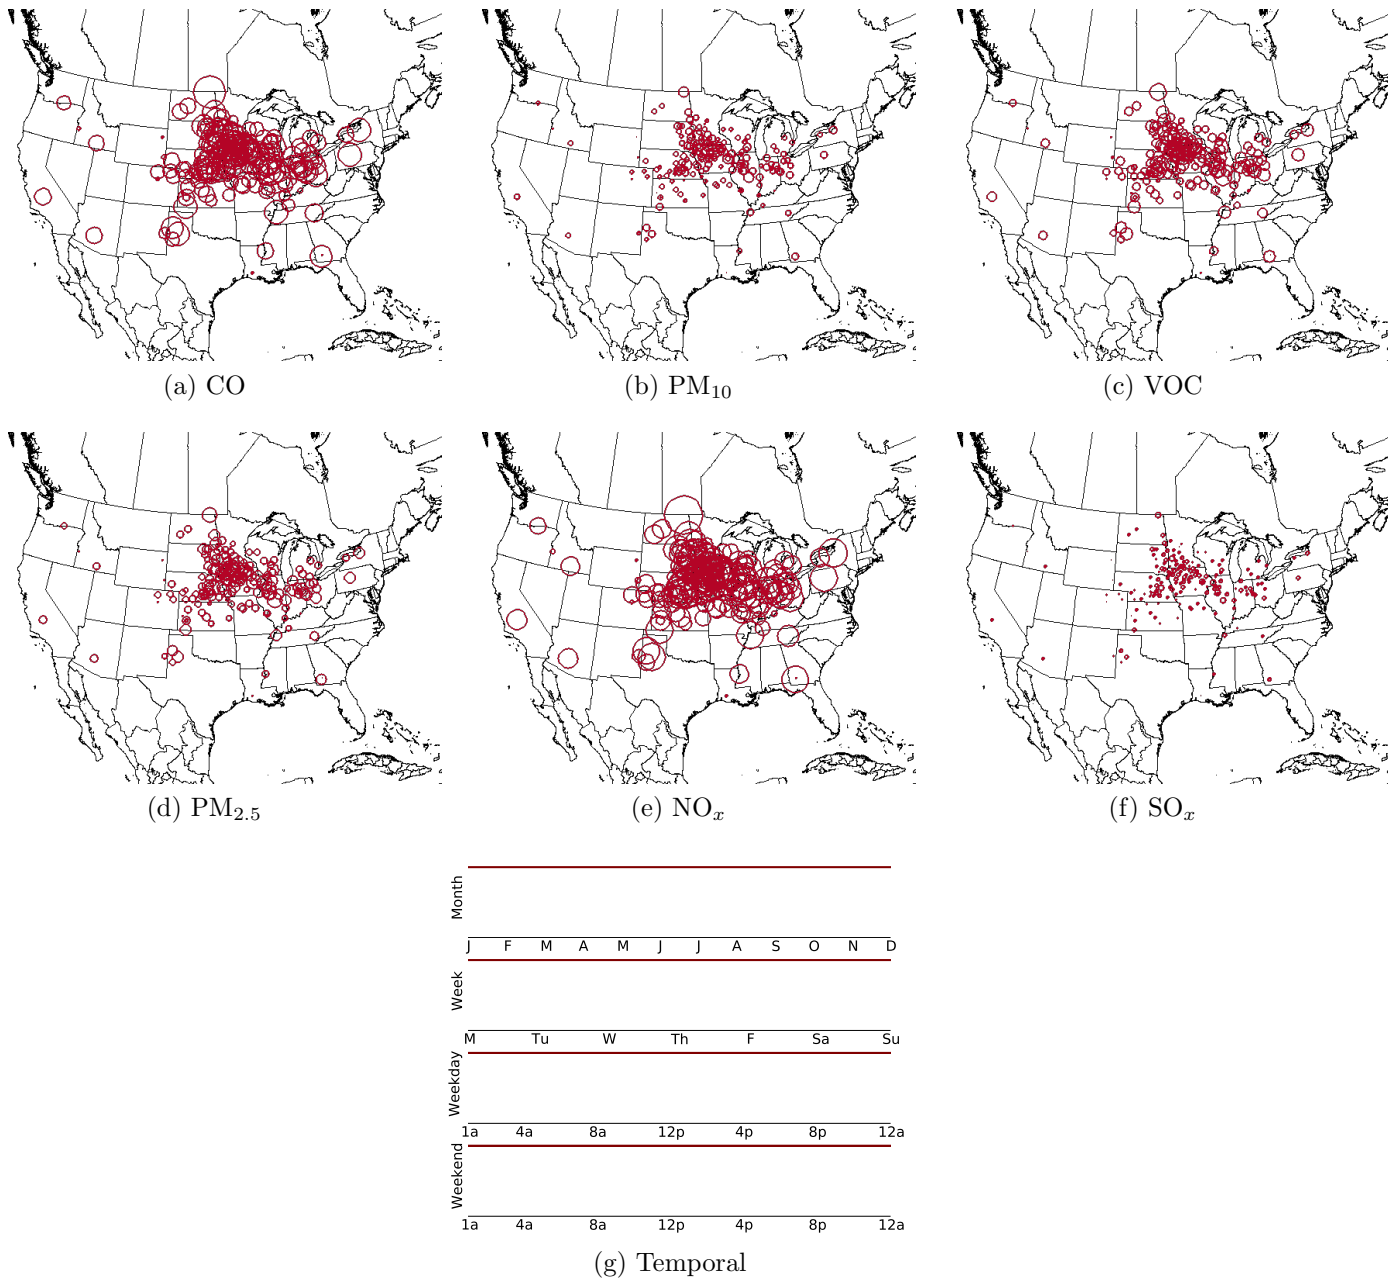 (a) CO
(b) PM₁₀
(c) VOC
(d) PM₂.₅
(e) NOₓ
(f) SOₓ
Month
J F M A M J J A S O N D
Week
M Tu W Th F Sa Su
Weekday
1a 4a 8a 12p 4p 8p 12a
Weekend
1a 4a 8a 12p 4p 8p 12a
(g) Temporal